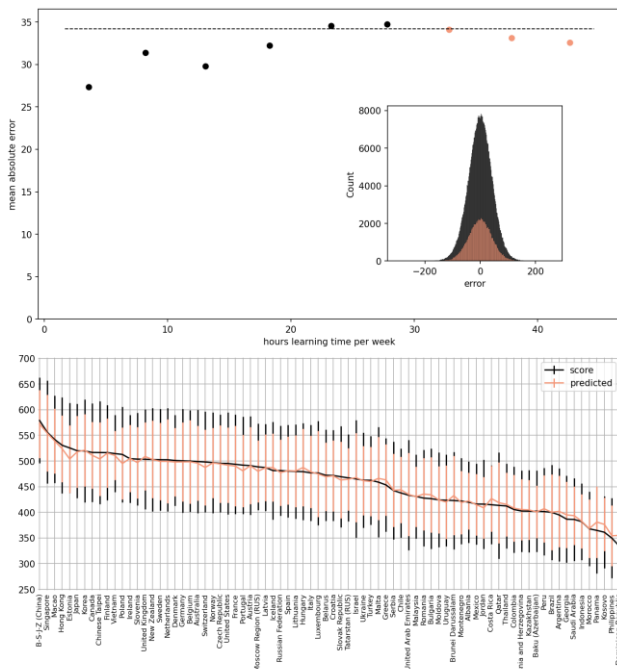 35
30
25
20
15
10
5
0
mean absolute error
0
10
20
30
40
hours learning time per week
8000
6000
4000
2000
0
Count
−200
0
200
error
700
650
600
550
500
450
400
350
300
250
score
predicted
B-S-J-Z (China)
Singapore
Macao
Hong Kong
Estonia
Japan
Korea
Canada
Chinese Taipei
Finland
Vietnam
Poland
Ireland
Slovenia
United Kingdom
New Zealand
Sweden
Netherlands
Denmark
Germany
Belgium
Australia
Switzerland
Norway
Czech Republic
United States
France
Portugal
Austria
Moscow Region (RUS)
Latvia
Iceland
Russian Federation
Spain
Lithuania
Hungary
Italy
Luxembourg
Belarus
Croatia
Slovak Republic
Tatarstan (RUS)
Israel
Ukraine
Turkey
Malta
Greece
Serbia
Chile
United Arab Emirates
Malaysia
Romania
Bulgaria
Moldova
Uruguay
Brunei Darussalam
Montenegro
Albania
Mexico
Jordan
Costa Rica
Qatar
Thailand
Colombia
nia and Herzegovina
Kazakhstan
Baku (Azerbaijan)
Peru
Brazil
Argentina
Georgia
Saudi Arabia
Indonesia
Morocco
Panama
Kosovo
Philippines